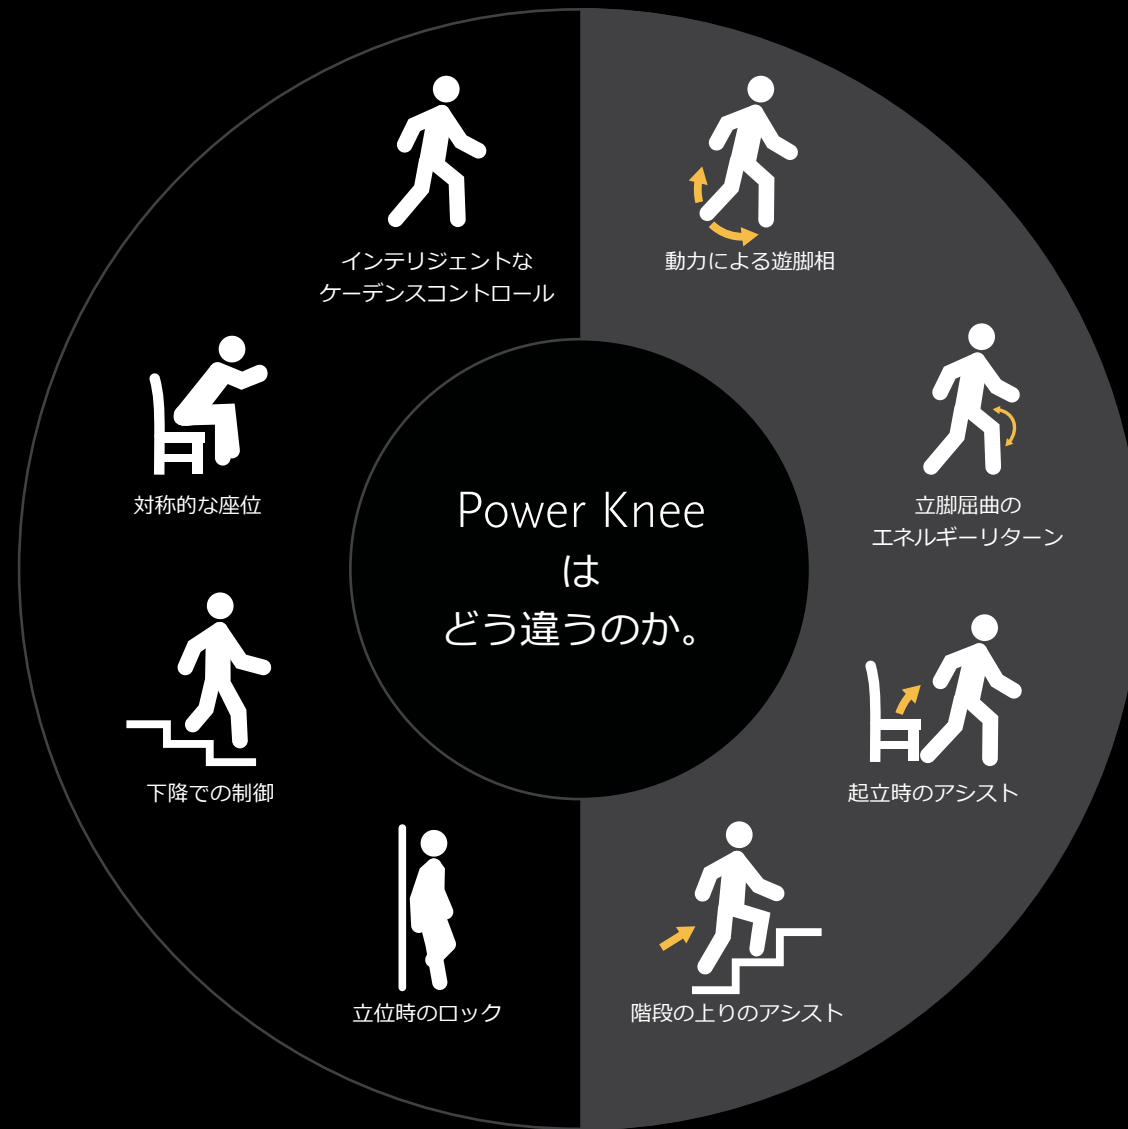 インテリジェントな
ケーデンスコントロール
動力による遊脚相
対称的な座位
立脚屈曲の
エネルギーリターン
Power Knee
は
どう違うのか。
下降での制御
起立時のアシスト
立位時のロック
階段の上りのアシスト